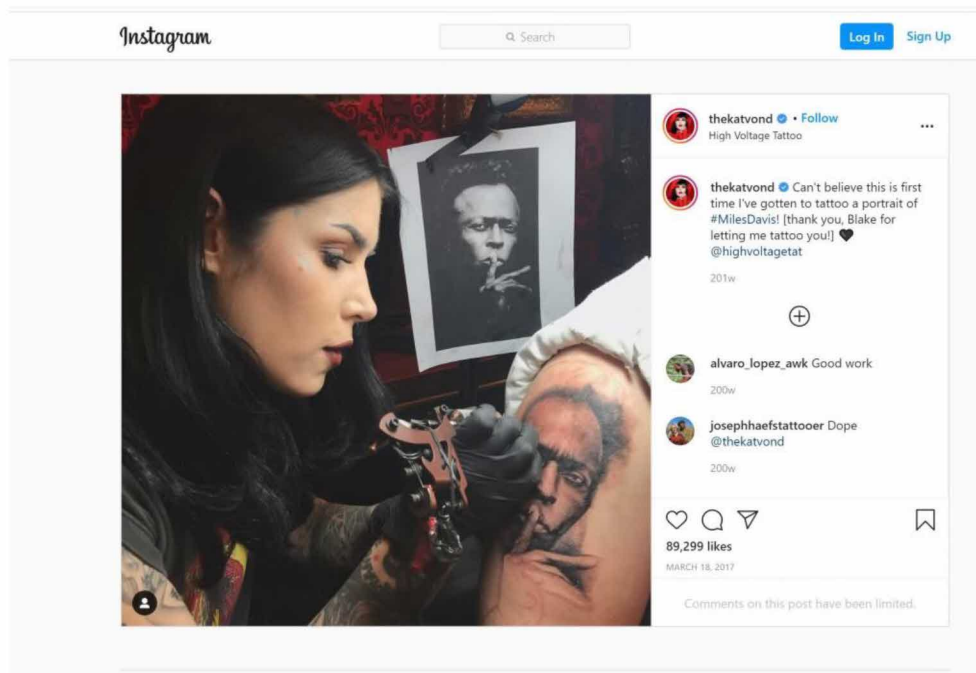 Instagram
Search
Log In
Sign Up
thekatvond • Follow
High Voltage Tattoo
thekatvond Can't believe this is first
time I've gotten to tattoo a portrait of
#MilesDavis! [thank you, Blake for
letting me tattoo you!] 🖤
@highvoltagetat
201w
alvaro_lopez_awk Good work
200w
josephhaefstattooer Dope
@thekatvond
200w
89,299 likes
MARCH 18, 2017
Comments on this post have been limited.